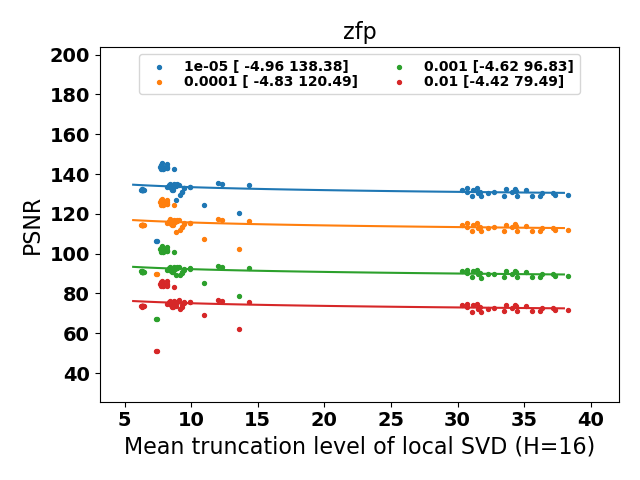 zfp
1e-05 [ -4.96 138.38]
0.0001 [ -4.83 120.49]
0.001 [-4.62 96.83]
0.01 [-4.42 79.49]
PSNR
200
180
160
140
120
100
80
60
40
5 10 15 20 25 30 35 40
Mean truncation level of local SVD (H=16)